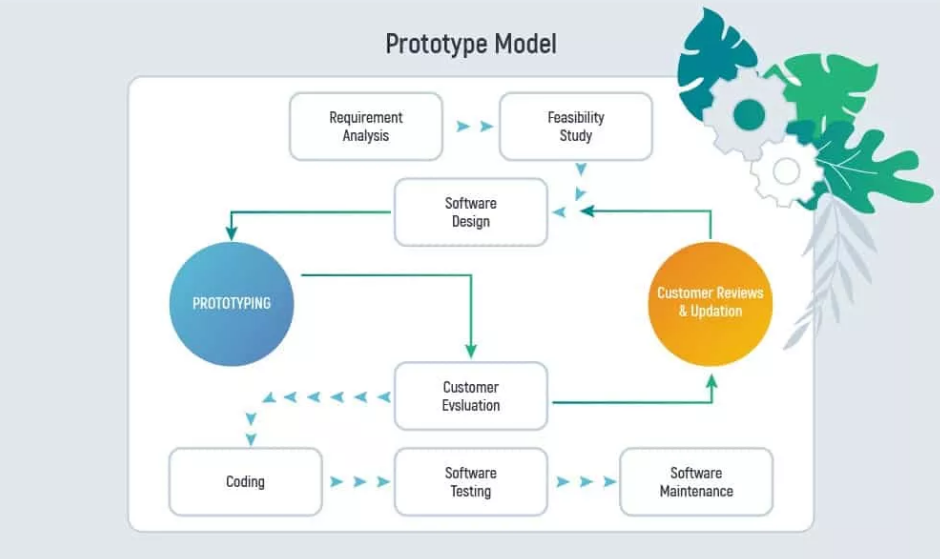 Prototype Model
Requirement
Analysis
Feasibility
Study
Software
Design
PROTOTYPING
Customer Reviews
& Updation
Customer
Evsluation
Coding
Software
Testing
Software
Maintenance